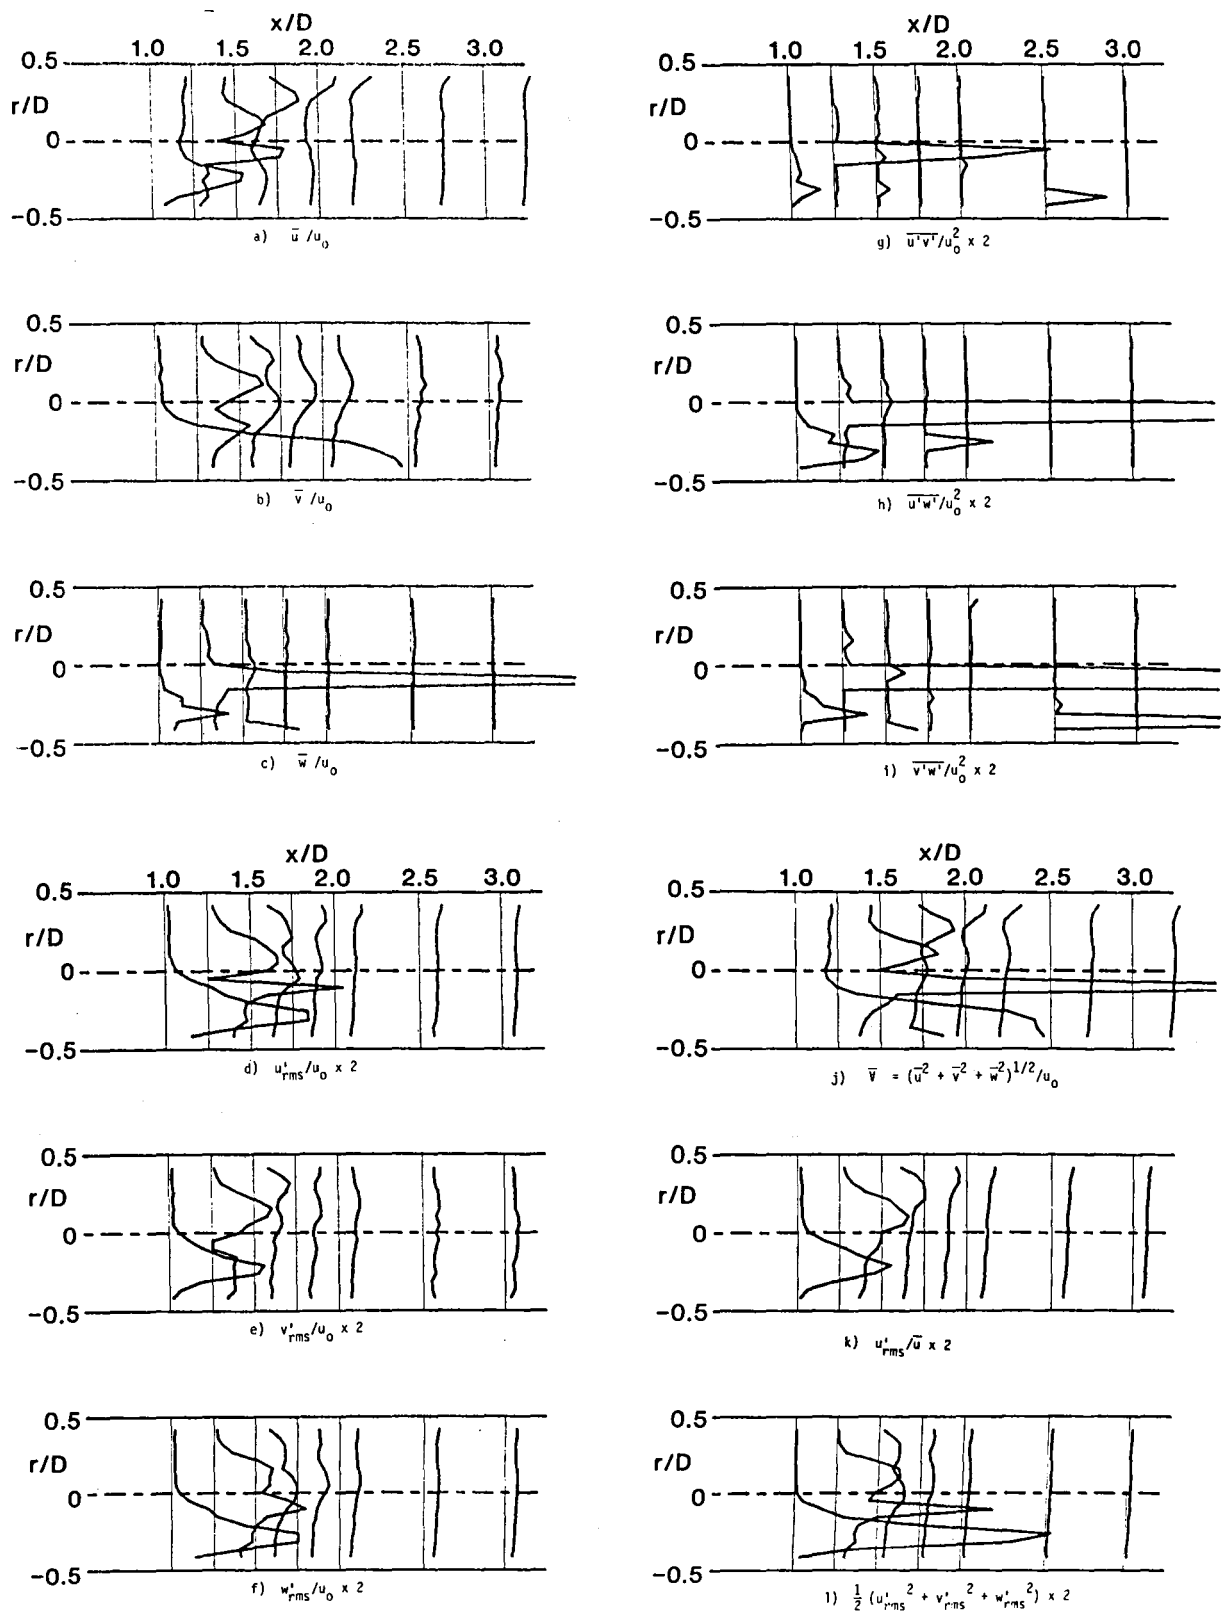 x/D
1.0 1.5 2.0 2.5 3.0
0.5
r/D
0
-0.5
a) ū /u₀
0.5
r/D
0
-0.5
b) v̄ /u₀
0.5
r/D
0
-0.5
c) w̄ /u₀
x/D
1.0 1.5 2.0 2.5 3.0
0.5
r/D
0
-0.5
d) u'rms/u₀ x 2
0.5
r/D
0
-0.5
e) v'rms/u₀ x 2
0.5
r/D
0
-0.5
f) w'rms/u₀ x 2
x/D
1.0 1.5 2.0 2.5 3.0
0.5
r/D
0
-0.5
g) u'v'/u₀² x 2
0.5
r/D
0
-0.5
h) u'w'/u₀² x 2
0.5
r/D
0
-0.5
i) v'w'/u₀² x 2
x/D
1.0 1.5 2.0 2.5 3.0
0.5
r/D
0
-0.5
j) V̄ = (ū² + v̄² + w̄²)^1/2/u₀
0.5
r/D
0
-0.5
k) u'rms/ū x 2
0.5
r/D
0
-0.5
l) 1/2 (u'rms² + v'rms² + w'rms²) x 2